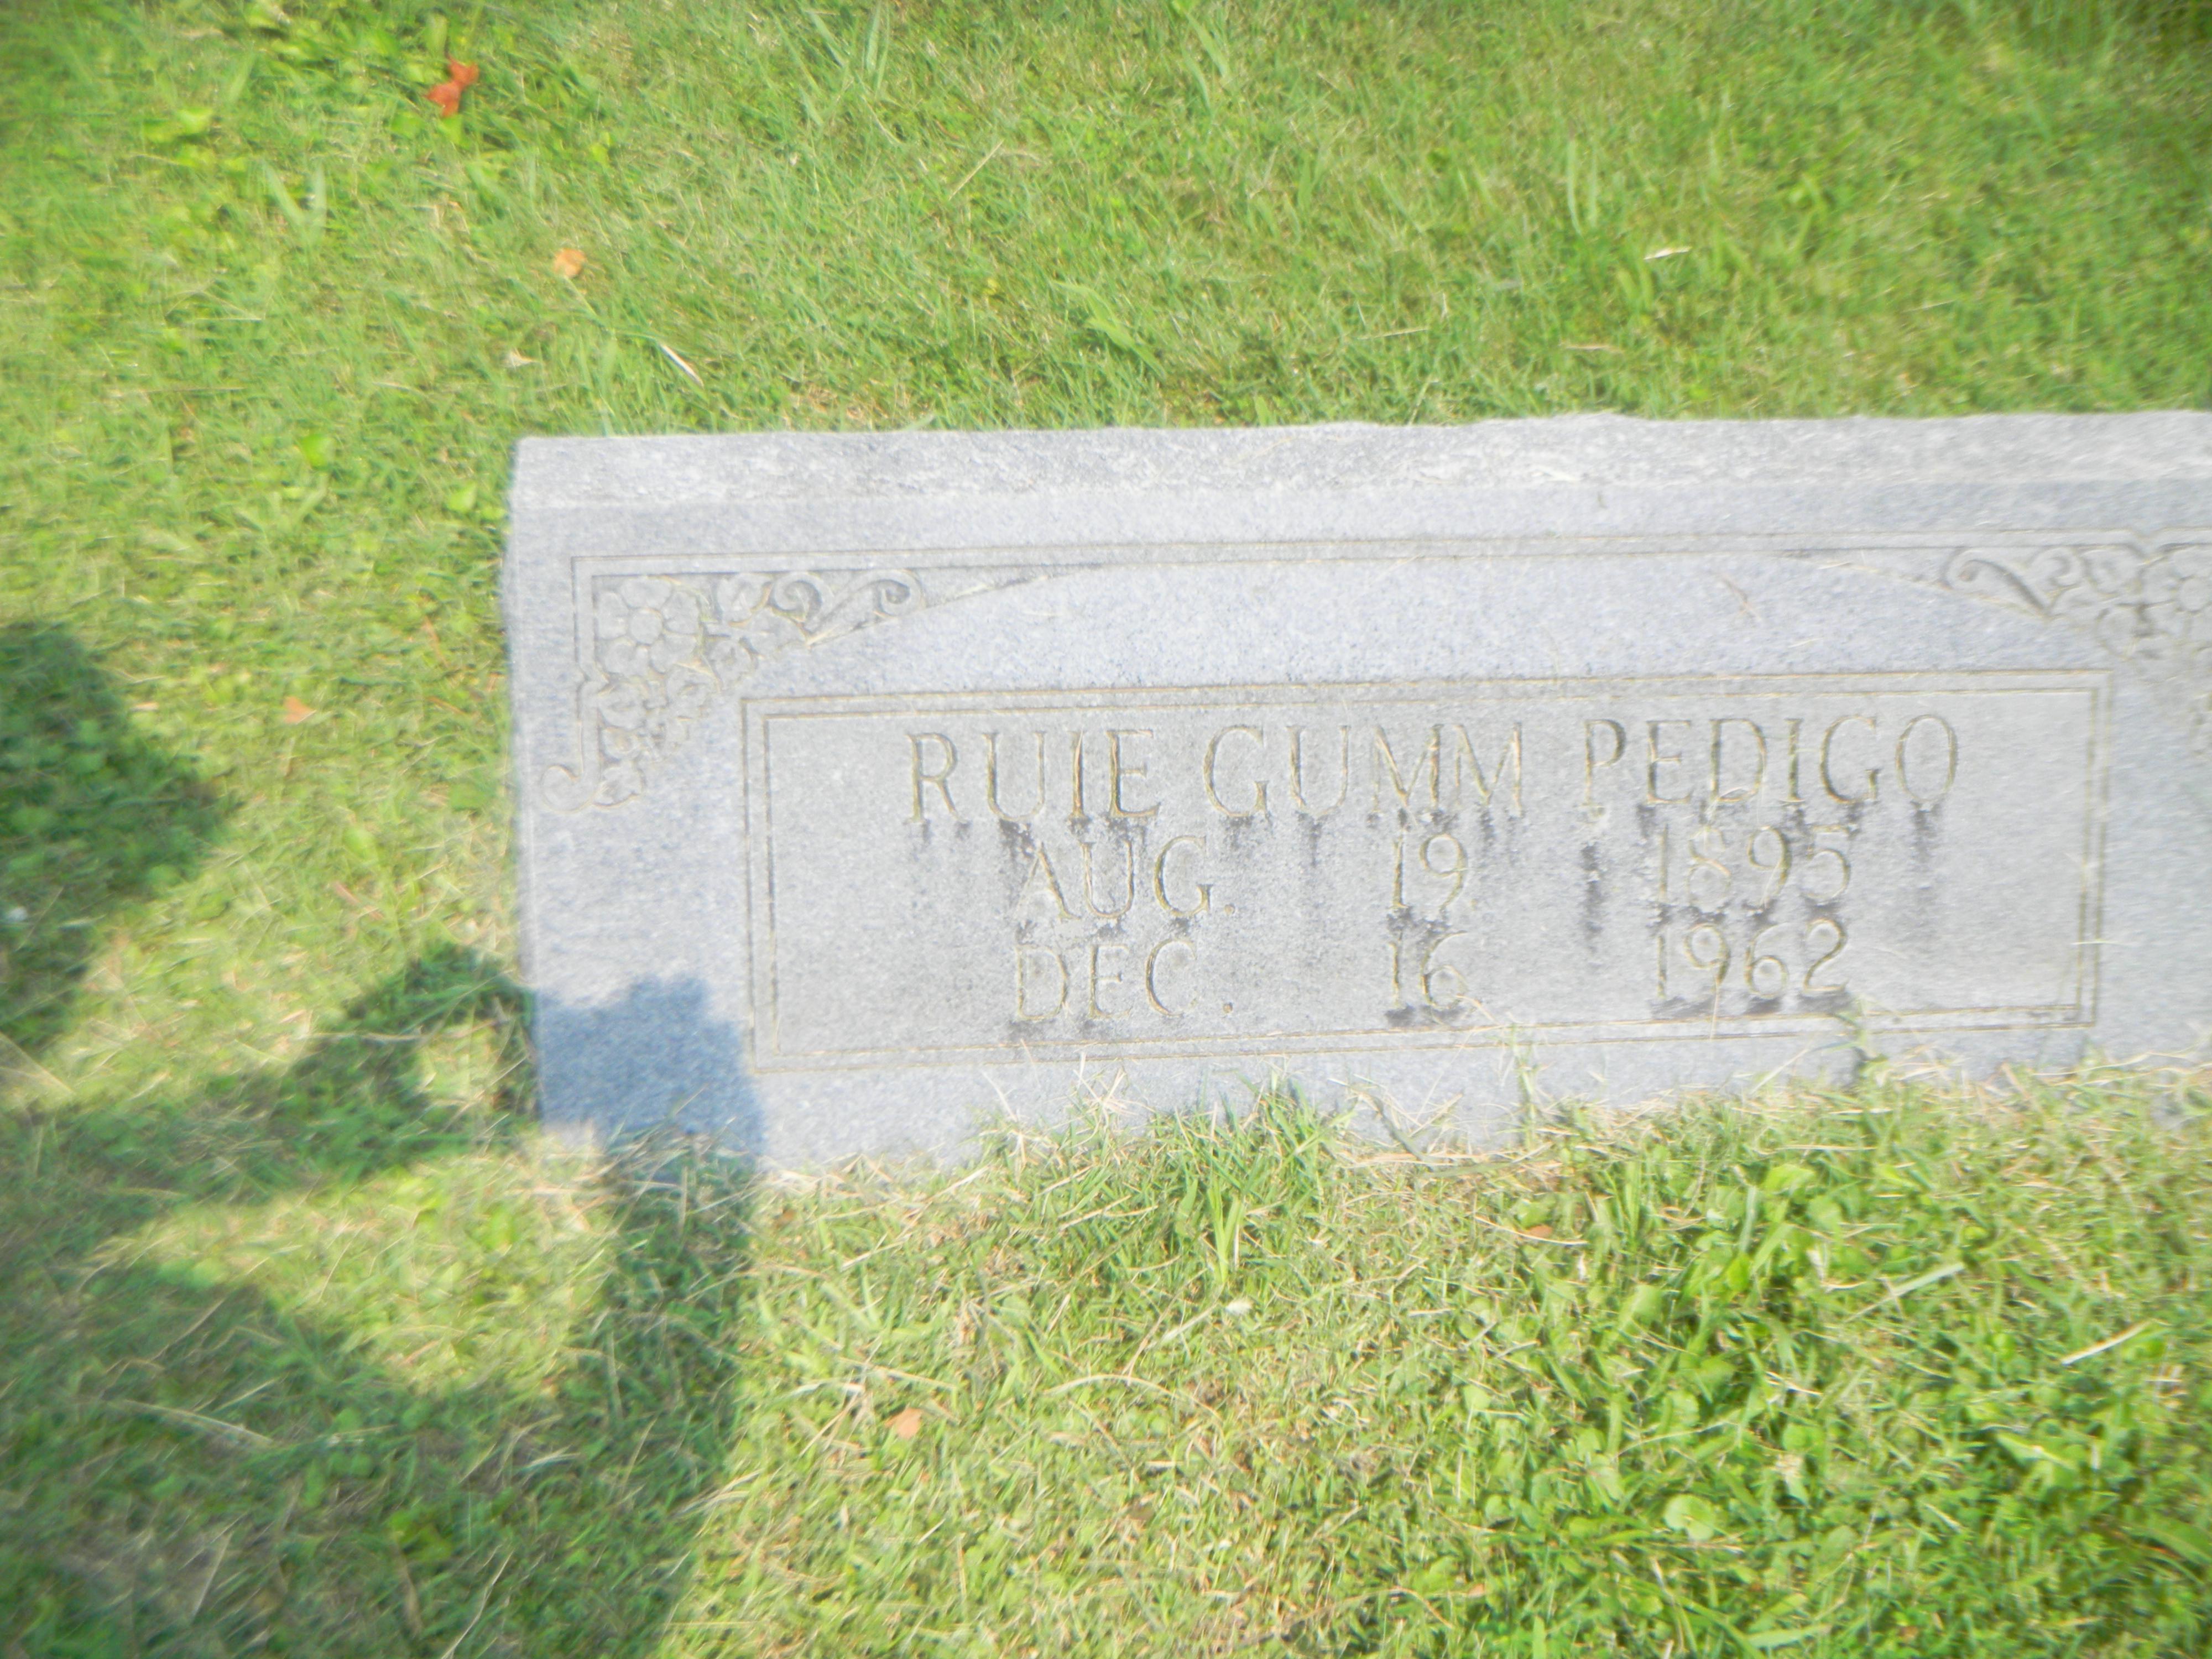 RUIE GUMM PEDIGO
AUG. 19 1895
DEC. 16 1962